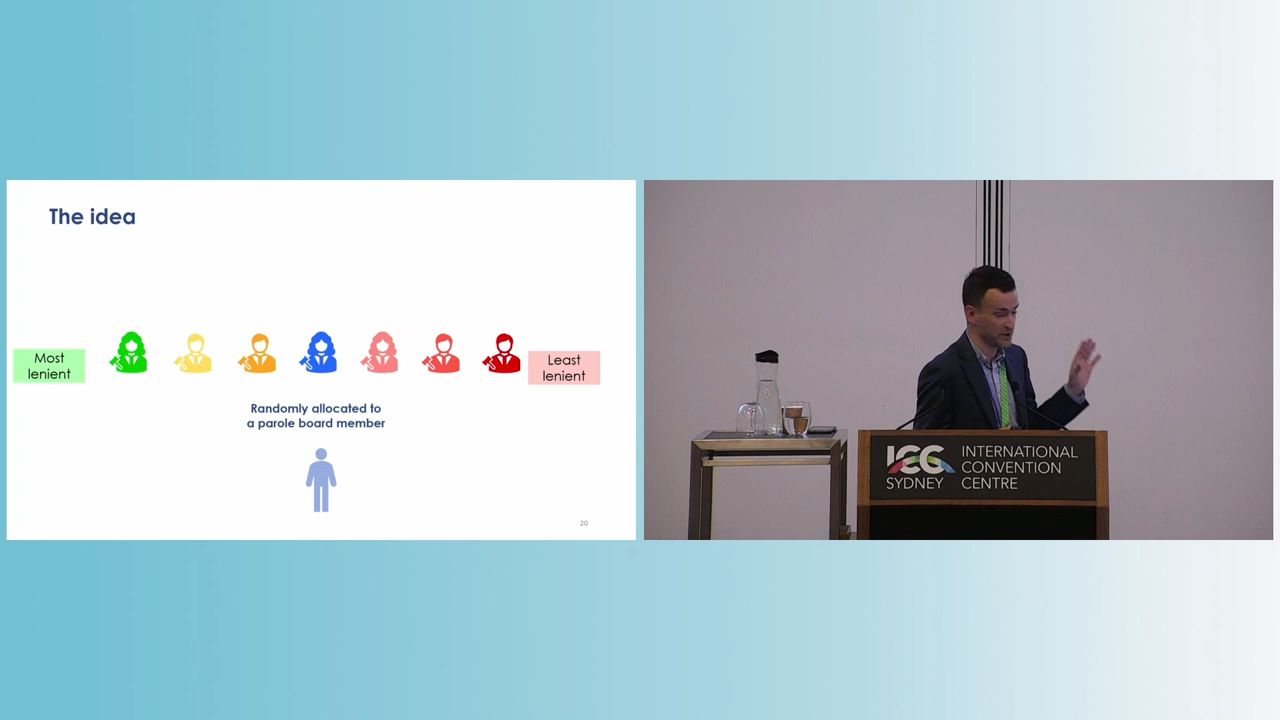 The idea
Most
lenient
Least
lenient
Randomly allocated to
a parole board member
20
ICC
SYDNEY
INTERNATIONAL
CONVENTION
CENTRE